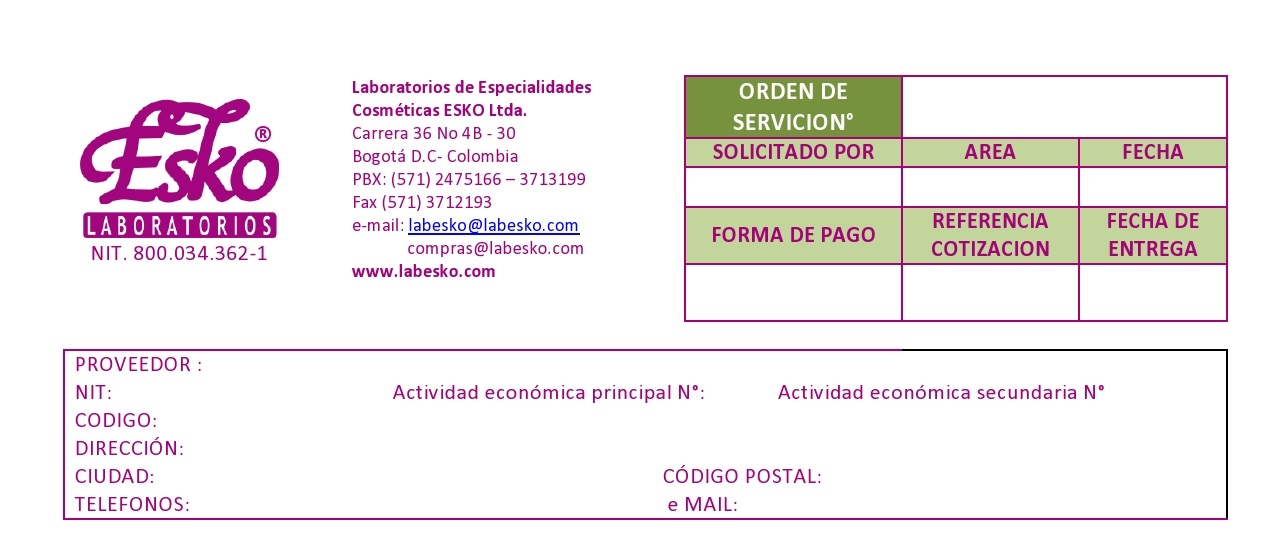 Esko ®
LABORATORIOS
NIT. 800.034.362-1
Laboratorios de Especialidades
Cosméticas ESKO Ltda.
Carrera 36 No 4B - 30
Bogotá D.C- Colombia
PBX: (571) 2475166 – 3713199
Fax (571) 3712193
e-mail: labesko@labesko.com
compras@labesko.com
www.labesko.com
ORDEN DE
SERVICION°
SOLICITADO POR AREA FECHA
FORMA DE PAGO REFERENCIA COTIZACION FECHA DE ENTREGA
PROVEEDOR :
NIT: Actividad económica principal N°: Actividad económica secundaria N°
CODIGO:
DIRECCIÓN:
CIUDAD: CÓDIGO POSTAL:
TELEFONOS: e MAIL: